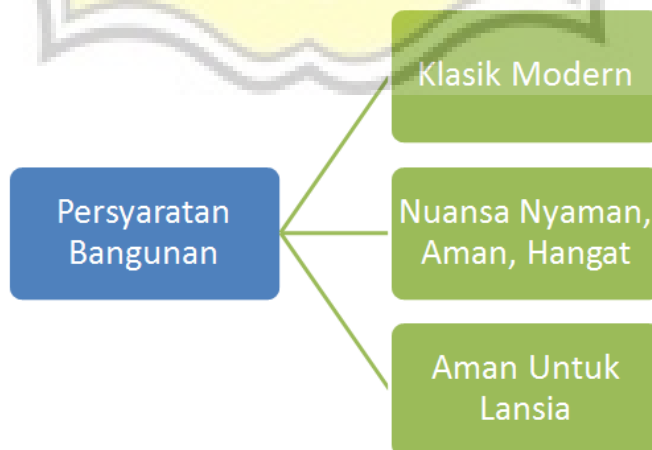 Klasik Modern
Persyaratan
Bangunan
Nuansa Nyaman,
Aman, Hangat
Aman Untuk
Lansia